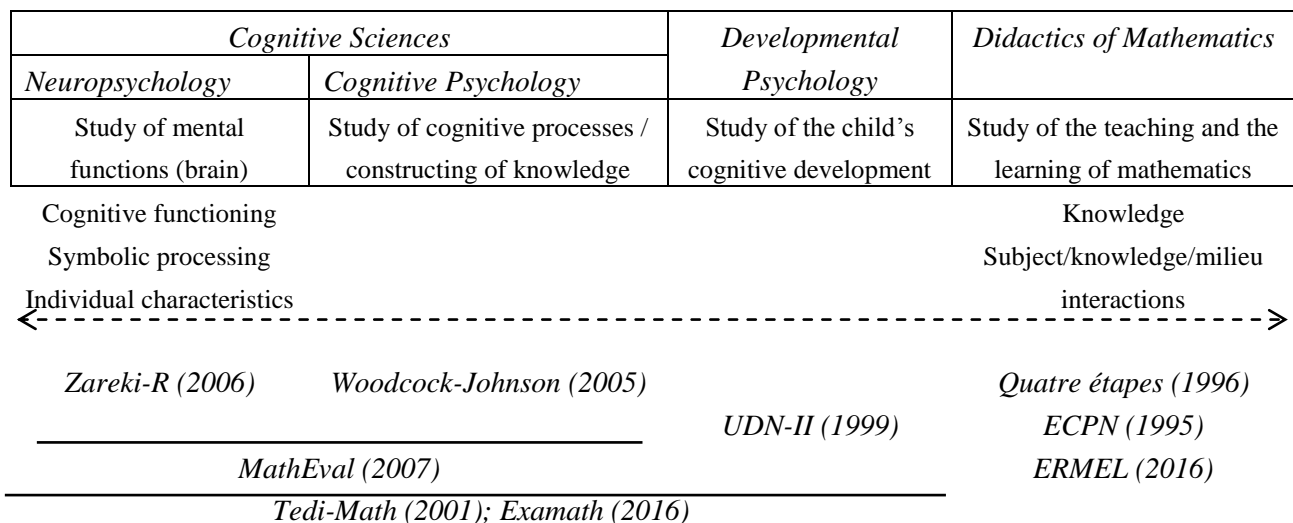 Cognitive Sciences
Developmental
Psychology
Didactics of Mathematics
Neuropsychology
Cognitive Psychology
Study of mental
functions (brain)
Study of cognitive processes /
constructing of knowledge
Study of the child's
cognitive development
Study of the teaching and the
learning of mathematics
Cognitive functioning
Symbolic processing
Individual characteristics
Knowledge
Subject/knowledge/milieu
interactions
Zareki-R (2006)
Woodcock-Johnson (2005)
UDN-II (1999)
Quatre étapes (1996)
ECPN (1995)
ERMEL (2016)
MathEval (2007)
Tedi-Math (2001); Examath (2016)